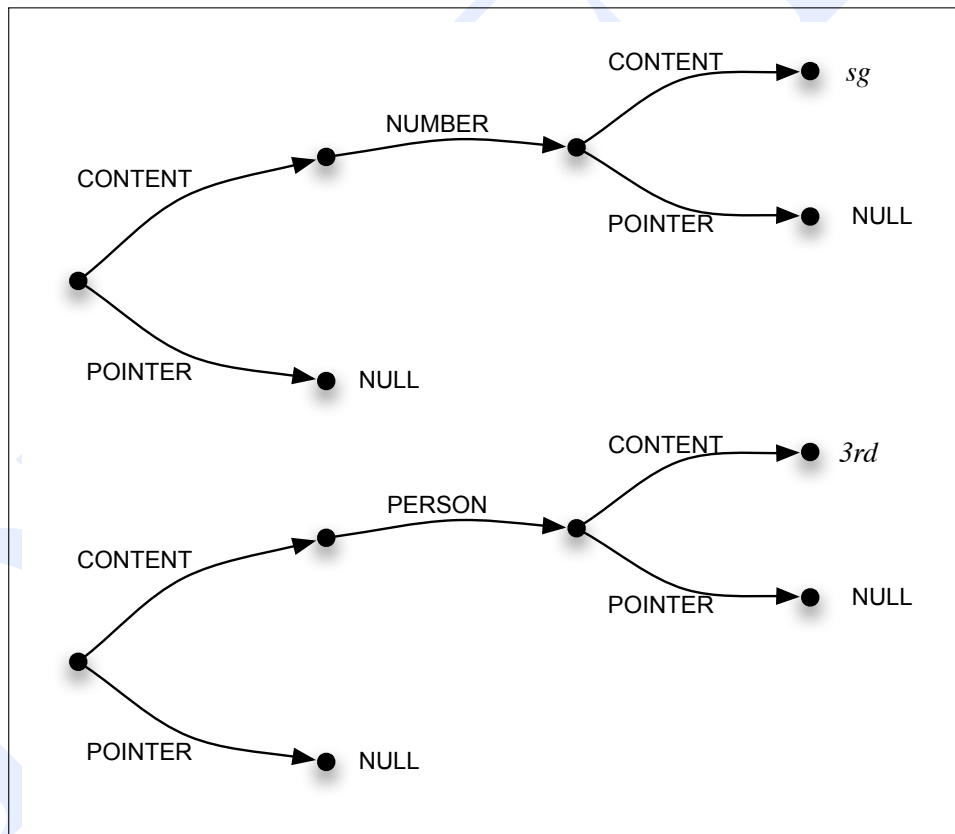 CONTENT
sg
NUMBER
CONTENT
POINTER
NULL
POINTER
NULL
CONTENT
3rd
PERSON
CONTENT
POINTER
NULL
POINTER
NULL